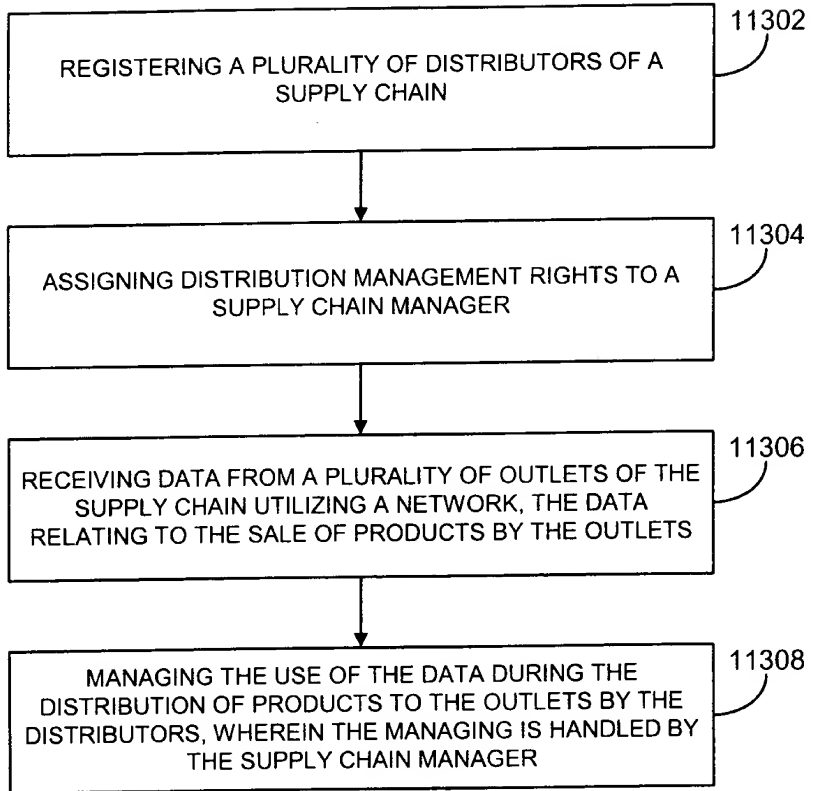 11302
REGISTERING A PLURALITY OF DISTRIBUTORS OF A
SUPPLY CHAIN
11304
ASSIGNING DISTRIBUTION MANAGEMENT RIGHTS TO A
SUPPLY CHAIN MANAGER
11306
RECEIVING DATA FROM A PLURALITY OF OUTLETS OF THE
SUPPLY CHAIN UTILIZING A NETWORK, THE DATA
RELATING TO THE SALE OF PRODUCTS BY THE OUTLETS
11308
MANAGING THE USE OF THE DATA DURING THE
DISTRIBUTION OF PRODUCTS TO THE OUTLETS BY THE
DISTRIBUTORS, WHEREIN THE MANAGING IS HANDLED BY
THE SUPPLY CHAIN MANAGER